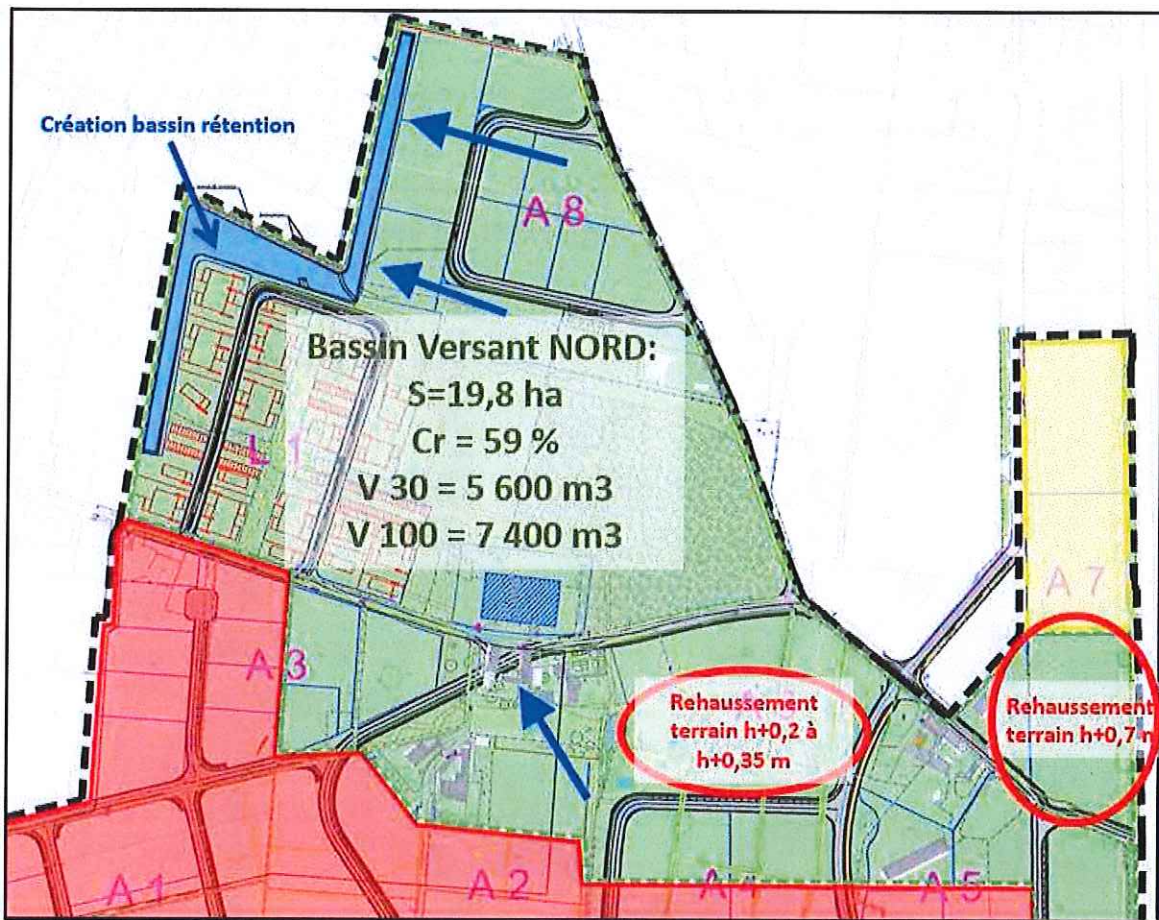 Création bassin rétention
A 8
Bassin Versant NORD:
S=19,8 ha
Cr = 59 %
V 30 = 5 600 m3
V 100 = 7 400 m3
L 1
A 7
A 3
Rehaussement
terrain h+0,2 à
h+0,35 m
Rehaussement
terrain h+0,7 m
A 1
A 2
A 4
A 5